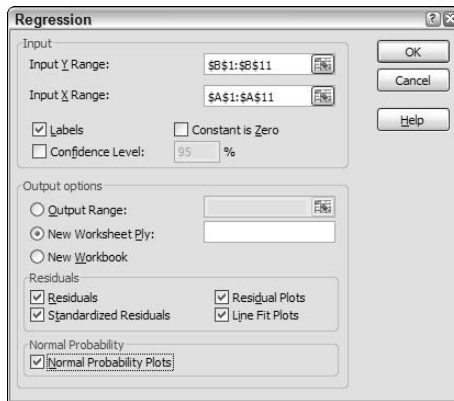 Regression
Input
Input Y Range: $B$1:$B$11
Input X Range: $A$1:$A$11
Labels Constant is Zero
Confidence Level: 95 %
Output options
Output Range:
New Worksheet Ply:
New Workbook
Residuals
Residuals Residual Plots
Standardized Residuals Line Fit Plots
Normal Probability
Normal Probability Plots
OK
Cancel
Help